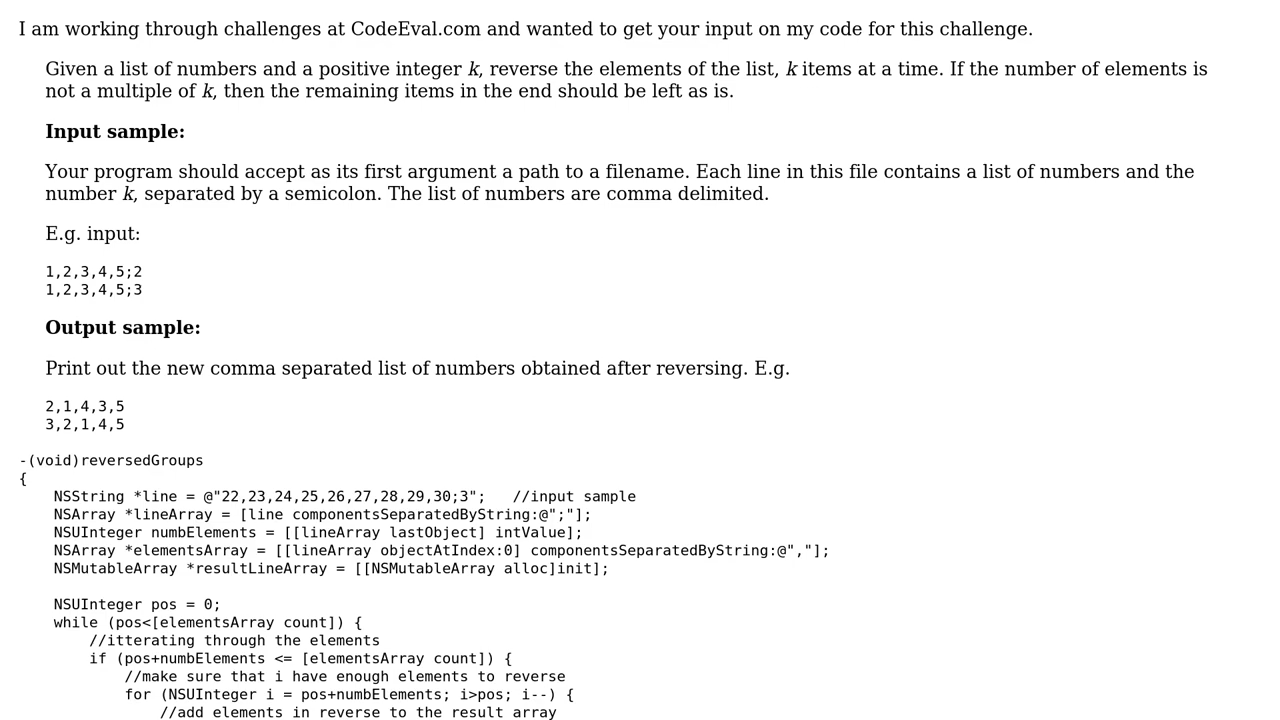 I am working through challenges at CodeEval.com and wanted to get your input on my code for this challenge.
Given a list of numbers and a positive integer k, reverse the elements of the list, k items at a time. If the number of elements is
not a multiple of k, then the remaining items in the end should be left as is.
Input sample:
Your program should accept as its first argument a path to a filename. Each line in this file contains a list of numbers and the
number k, separated by a semicolon. The list of numbers are comma delimited.
E.g. input:
1,2,3,4,5;2
1,2,3,4,5;3
Output sample:
Print out the new comma separated list of numbers obtained after reversing. E.g.
2,1,4,3,5
3,2,1,4,5
-(void)reversedGroups
{
    NSString *line = @"22,23,24,25,26,27,28,29,30;3";   //input sample
    NSArray *lineArray = [line componentsSeparatedByString:@";"];
    NSUInteger numbElements = [[lineArray lastObject] intValue];
    NSArray *elementsArray = [[lineArray objectAtIndex:0] componentsSeparatedByString:@","];
    NSMutableArray *resultLineArray = [[NSMutableArray alloc]init];
    NSUInteger pos = 0;
    while (pos<[elementsArray count]) {
        //itterating through the elements
        if (pos+numbElements <= [elementsArray count]) {
            //make sure that i have enough elements to reverse
            for (NSUInteger i = pos+numbElements; i>pos; i--) {
                //add elements in reverse to the result array